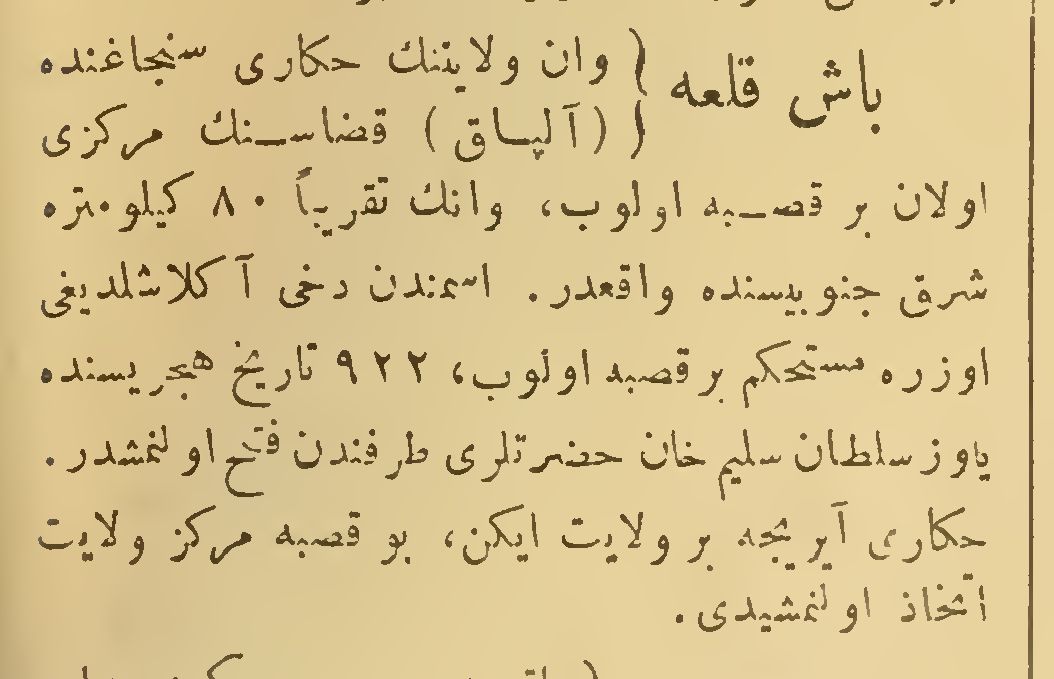 باش قلعه { وان ولايتنك حكارى سنجاغنده
{ (آلپاق) قضاسنك مركزى
اولان بر قصبه اولوب، وانك تقريباً ٨٠ كيلومتره
شرق جنوبيسنده واقعدر. اسمندن دخى آكلاشلديغى
اوزره مستحكم بر قصبه اولوب، ٩٢٢ تاريخ هجريسنده
ياوز سلطان سليم خان حضرتلرى طرفندن فتح اولنمشدر.
حكارى آيريجه بر ولايت ايكن، بو قصبه مركز ولايت
اتخاذ اولنمشيدى.